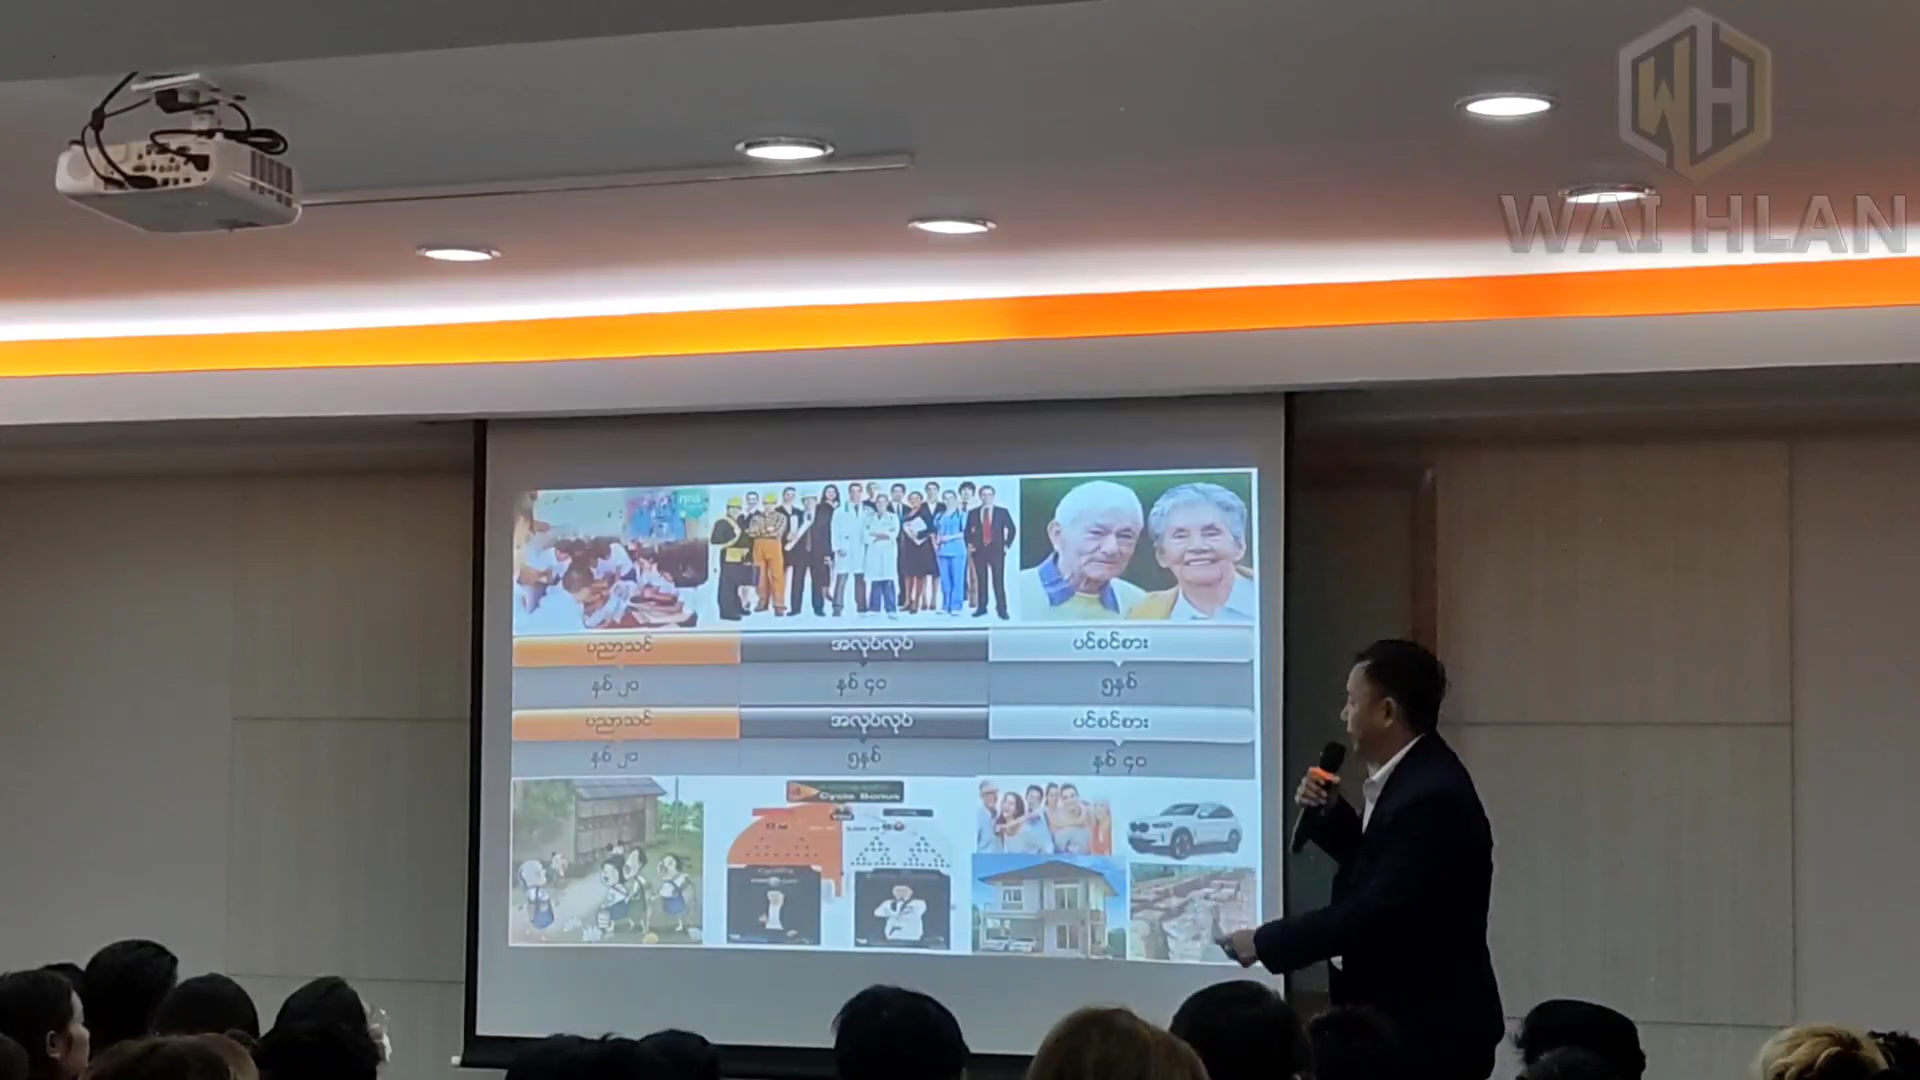 WH
WAI HLAN
ပညာသင် အလုပ်လုပ် ပင်စင်စား
နှစ် ၂၀ နှစ် ၄၀ ၅နှစ်
ပညာသင် အလုပ်လုပ် ပင်စင်စား
နှစ် ၂၀ ၅နှစ် နှစ် ၄၀
Cycle Bonus